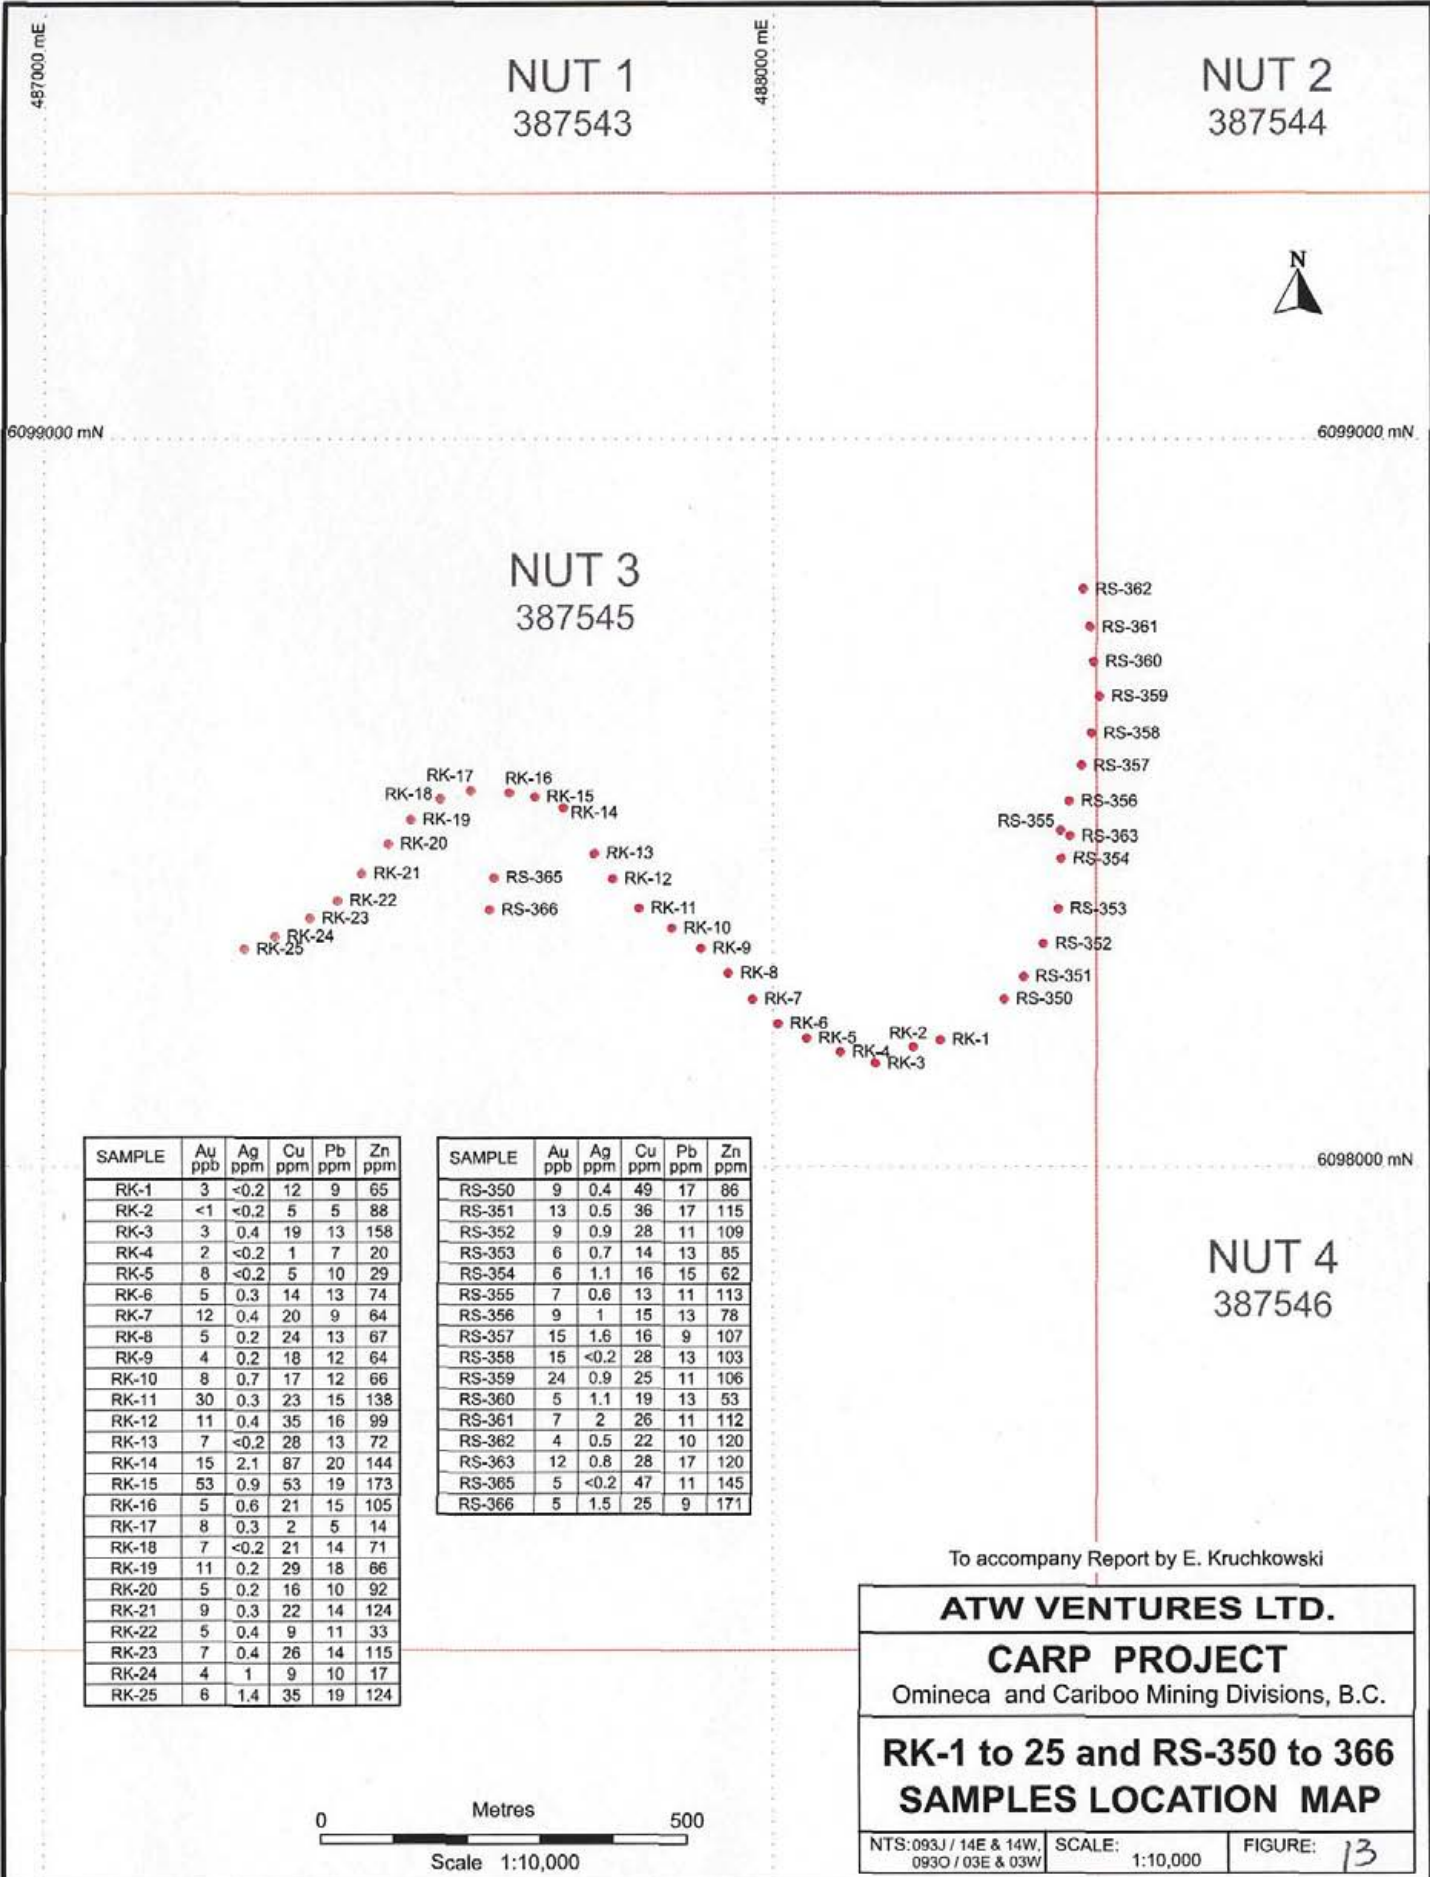 487000 mE
488000 mE
NUT 1
387543
NUT 2
387544
N
6099000 mN
6099000 mN
NUT 3
387545
RS-362
RS-361
RS-360
RS-359
RS-358
RS-357
RS-356
RS-355
RS-363
RS-354
RS-353
RS-352
RS-351
RS-350
RK-17
RK-16
RK-18
RK-15
RK-14
RK-19
RK-20
RK-13
RK-21
RS-365
RK-12
RK-22
RS-366
RK-11
RK-23
RK-10
RK-24
RK-25
RK-9
RK-8
RK-7
RK-6
RK-5
RK-2
RK-1
RK-4
RK-3
6098000 mN
SAMPLE Au ppb Ag ppm Cu ppm Pb ppm Zn ppm
RK-1 3 <0.2 12 9 65
RK-2 <1 <0.2 5 5 88
RK-3 3 0.4 19 13 158
RK-4 2 <0.2 1 7 20
RK-5 8 <0.2 5 10 29
RK-6 5 0.3 14 13 74
RK-7 12 0.4 20 9 64
RK-8 5 0.2 24 13 67
RK-9 4 0.2 18 12 64
RK-10 8 0.7 17 12 66
RK-11 30 0.3 23 15 138
RK-12 11 0.4 35 16 99
RK-13 7 <0.2 28 13 72
RK-14 15 2.1 87 20 144
RK-15 53 0.9 53 19 173
RK-16 5 0.6 21 15 105
RK-17 8 0.3 2 5 14
RK-18 7 <0.2 21 14 71
RK-19 11 0.2 29 18 66
RK-20 5 0.2 16 10 92
RK-21 9 0.3 22 14 124
RK-22 5 0.4 9 11 33
RK-23 7 0.4 26 14 115
RK-24 4 1 9 10 17
RK-25 6 1.4 35 19 124
SAMPLE Au ppb Ag ppm Cu ppm Pb ppm Zn ppm
RS-350 9 0.4 49 17 86
RS-351 13 0.5 36 17 115
RS-352 9 0.9 28 11 109
RS-353 6 0.7 14 13 85
RS-354 6 1.1 16 15 62
RS-355 7 0.6 13 11 113
RS-356 9 1 15 13 78
RS-357 15 1.6 16 9 107
RS-358 15 <0.2 28 13 103
RS-359 24 0.9 25 11 106
RS-360 5 1.1 19 13 53
RS-361 7 2 26 11 112
RS-362 4 0.5 22 10 120
RS-363 12 0.8 28 17 120
RS-365 5 <0.2 47 11 145
RS-366 5 1.5 25 9 171
NUT 4
387546
To accompany Report by E. Kruchkowski
ATW VENTURES LTD.
CARP PROJECT
Omineca and Cariboo Mining Divisions, B.C.
RK-1 to 25 and RS-350 to 366
SAMPLES LOCATION MAP
NTS:093J / 14E & 14W,
093O / 03E & 03W
SCALE:
1:10,000
FIGURE: 13
Metres
0 500
Scale 1:10,000